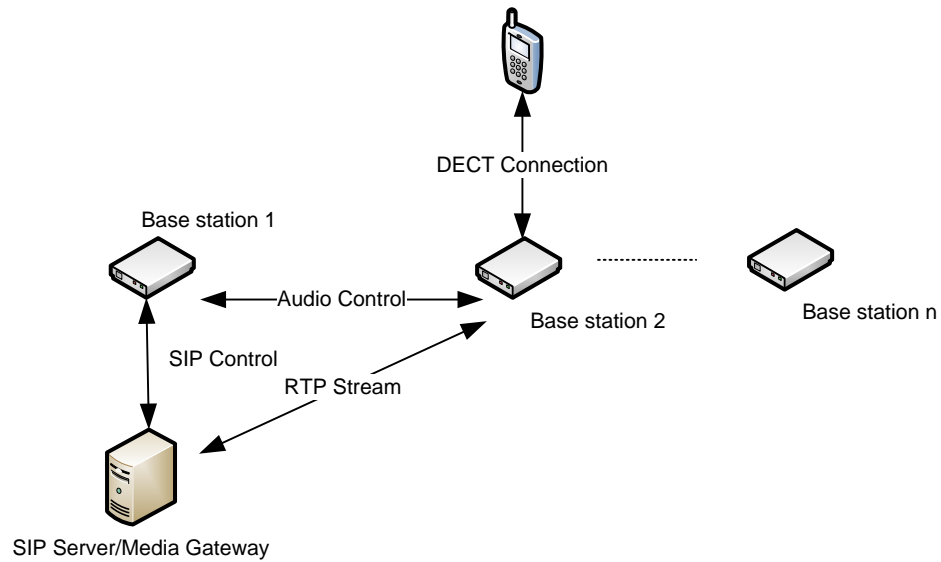 DECT Connection
Base station 1
Audio Control
Base station 2
Base station n
SIP Control
RTP Stream
SIP Server/Media Gateway